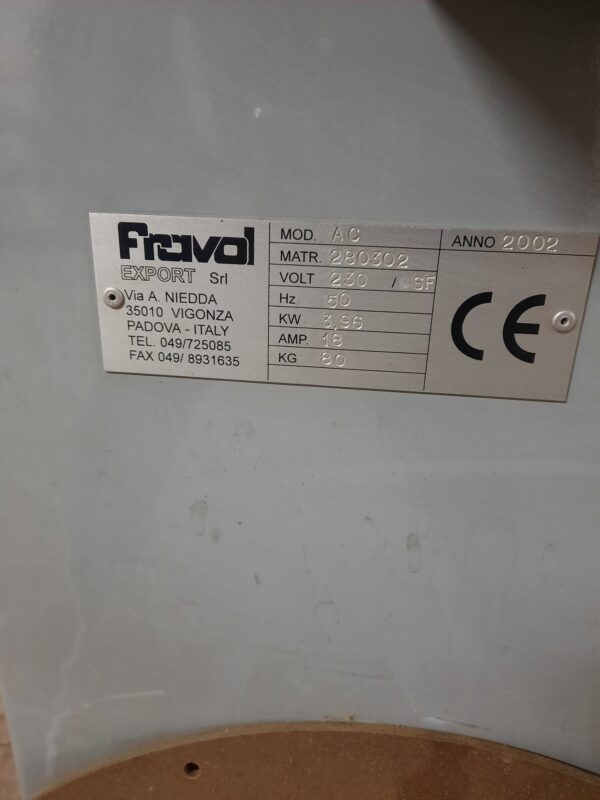 Fravol
EXPORT Srl
Via A. NIEDDA
35010 VIGONZA
PADOVA - ITALY
TEL. 049/725085
FAX 049/ 8931635
MOD. AC
MATR. 280302
VOLT 230 / SF
Hz 50
KW 3,96
AMP. 18
KG 80
ANNO 2002
CE